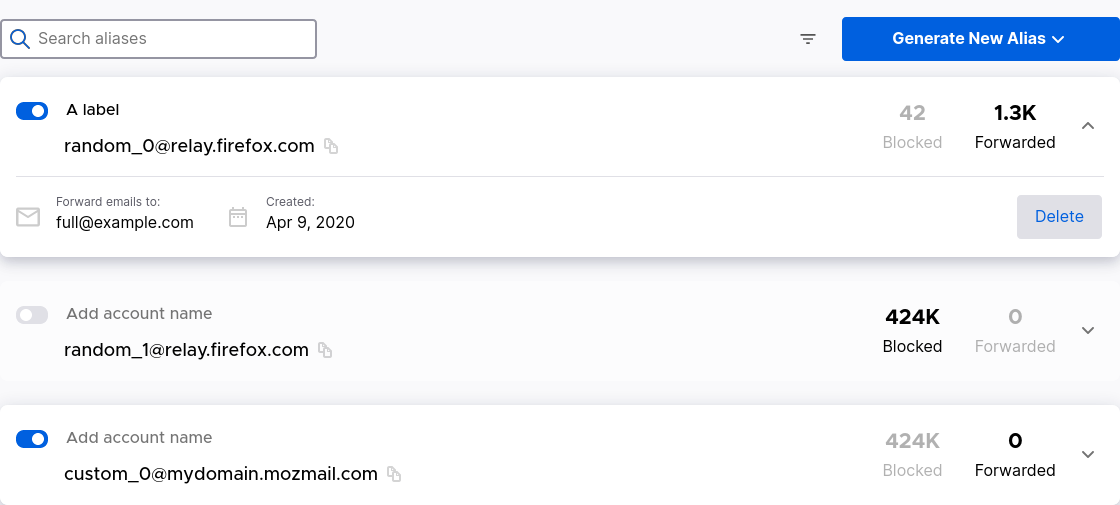 Search aliases
Generate New Alias
A label
random_0@relay.firefox.com
42
Blocked
1.3K
Forwarded
Forward emails to:
full@example.com
Created:
Apr 9, 2020
Delete
Add account name
random_1@relay.firefox.com
424K
Blocked
0
Forwarded
Add account name
custom_0@mydomain.mozmail.com
424K
Blocked
0
Forwarded